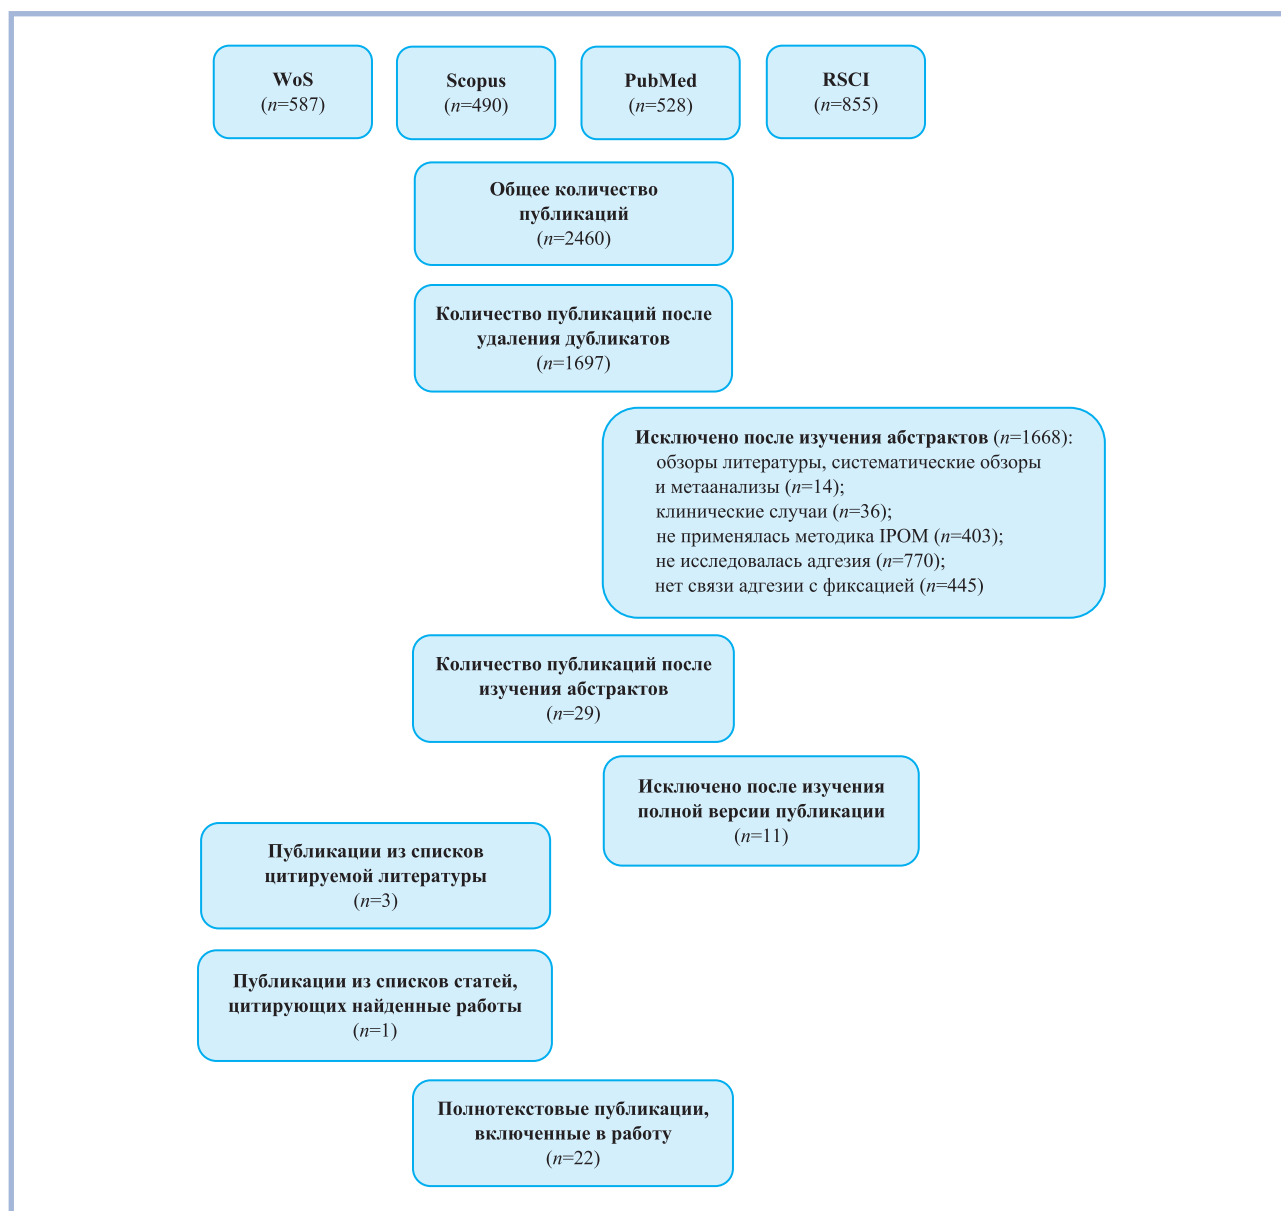 WoS
(n=587)
Scopus
(n=490)
PubMed
(n=528)
RSCI
(n=855)
Общее количество
публикаций
(n=2460)
Количество публикаций после
удаления дубликатов
(n=1697)
Исключено после изучения абстрактов (n=1668):
обзоры литературы, систематические обзоры
и метаанализы (n=14);
клинические случаи (n=36);
не применялась методика IPOM (n=403);
не исследовалась адгезия (n=770);
нет связи адгезии с фиксацией (n=445)
Количество публикаций после
изучения абстрактов
(n=29)
Исключено после изучения
полной версии публикации
(n=11)
Публикации из списков
цитируемой литературы
(n=3)
Публикации из списков статей,
цитирующих найденные работы
(n=1)
Полнотекстовые публикации,
включенные в работу
(n=22)